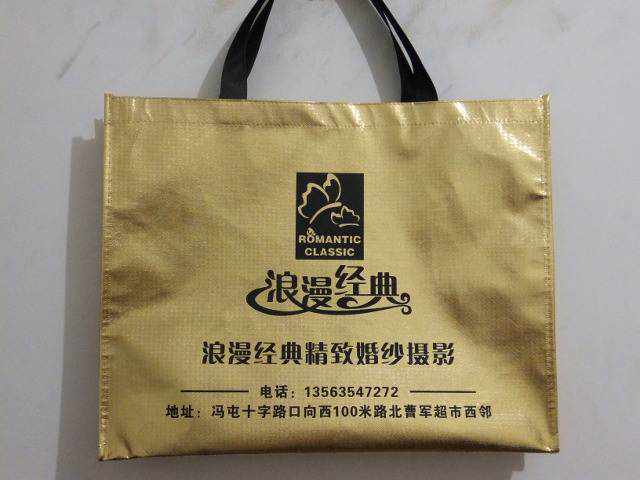 ROMANTIC
CLASSIC
浪漫经典
浪漫经典精致婚纱摄影
电话：13563547272
地址：冯屯十字路口向西100米路北曹军超市西邻